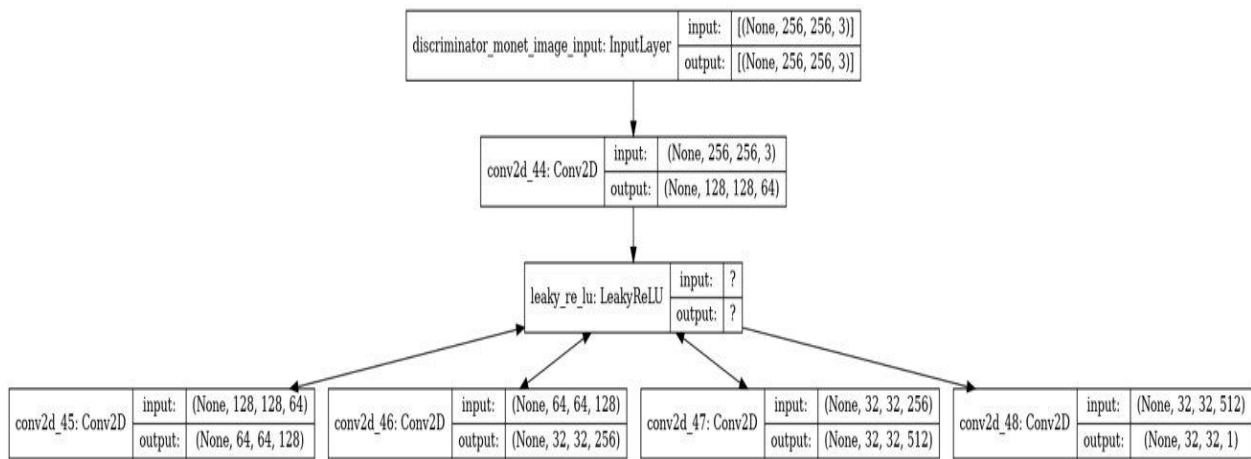 discriminator_monet_image_input: InputLayer
input: [(None, 256, 256, 3)]
output: [(None, 256, 256, 3)]
conv2d_44: Conv2D
input: (None, 256, 256, 3)
output: (None, 128, 128, 64)
leaky_re_lu: LeakyReLU
input: ?
output: ?
conv2d_45: Conv2D
input: (None, 128, 128, 64)
output: (None, 64, 64, 128)
conv2d_46: Conv2D
input: (None, 64, 64, 128)
output: (None, 32, 32, 256)
conv2d_47: Conv2D
input: (None, 32, 32, 256)
output: (None, 32, 32, 512)
conv2d_48: Conv2D
input: (None, 32, 32, 512)
output: (None, 32, 32, 1)